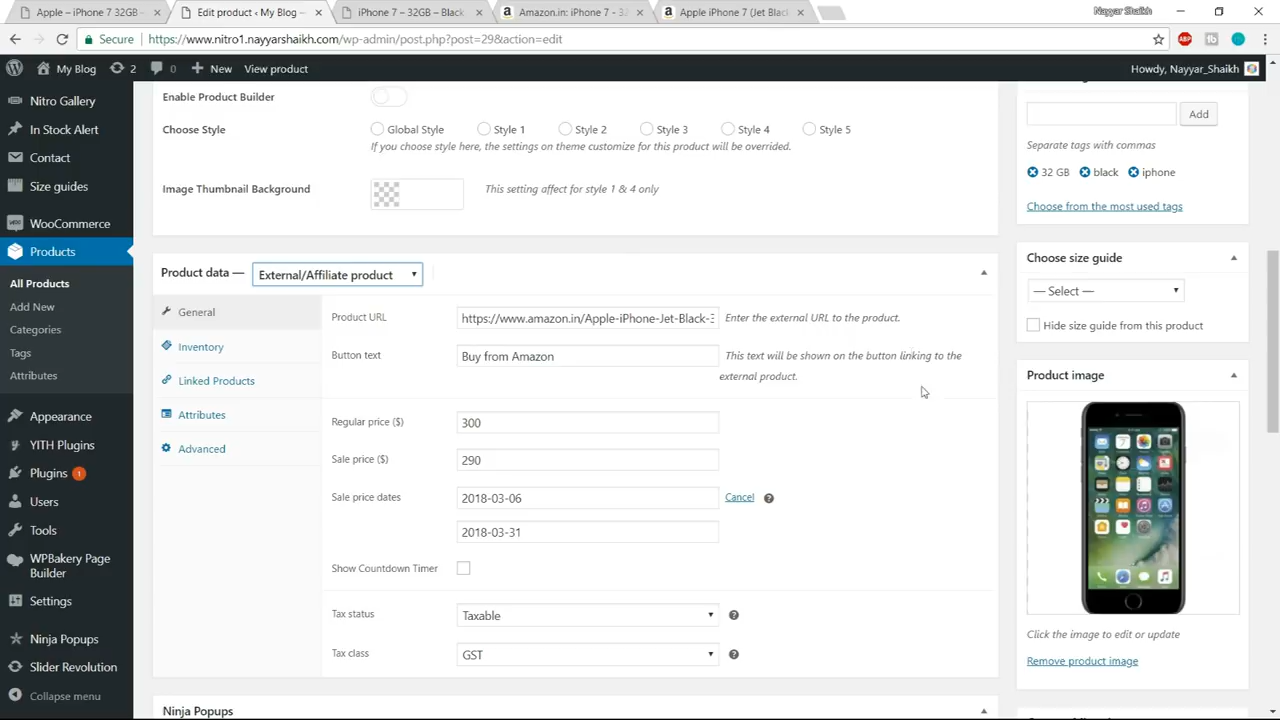 Apple – iPhone 7 32GB -
Edit product ‹ My Blog —
iPhone 7 – 32GB – Black
Amazon.in: iPhone 7 - 32
Apple iPhone 7 (Jet Blac
Nayyar Shaikh
Secure
https://www.nitro1.nayyarshaikh.com/wp-admin/post.php?post=29&action=edit
ABP
My Blog
2
0
New
View product
Howdy, Nayyar_Shaikh
Nitro Gallery
In Stock Alert
Contact
Size guides
WooCommerce
Products
All Products
Add New
Categories
Tags
Attributes
Appearance
YITH Plugins
Plugins 1
Users
Tools
WPBakery Page
Builder
Settings
Ninja Popups
Slider Revolution
Collapse menu
Enable Product Builder
Choose Style
Global Style
Style 1
Style 2
Style 3
Style 4
Style 5
If you choose style here, the settings on theme customize for this product will be overrided.
Image Thumbnail Background
This setting affect for style 1 & 4 only
Product data —
External/Affiliate product
General
Inventory
Linked Products
Attributes
Advanced
Product URL
https://www.amazon.in/Apple-iPhone-Jet-Black-3
Enter the external URL to the product.
Button text
Buy from Amazon
This text will be shown on the button linking to the
external product.
Regular price ($)
300
Sale price ($)
290
Sale price dates
2018-03-06
Cancel
2018-03-31
Show Countdown Timer
Tax status
Taxable
Tax class
GST
Ninja Popups
Add
Separate tags with commas
32 GB
black
iphone
Choose from the most used tags
Choose size guide
— Select —
Hide size guide from this product
Product image
Click the image to edit or update
Remove product image